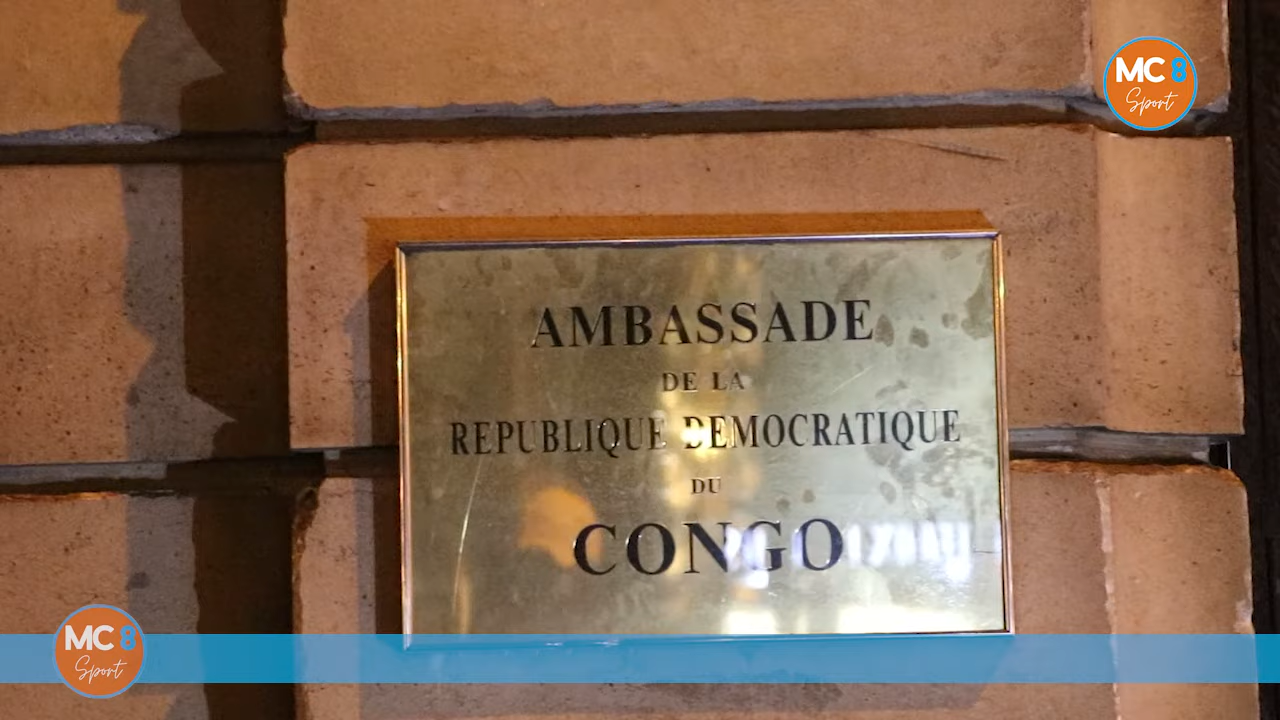 MC 8
Sport
AMBASSADE
DE LA
REPUBLIQUE DEMOCRATIQUE
DU
CONGO
MC 8
Sport